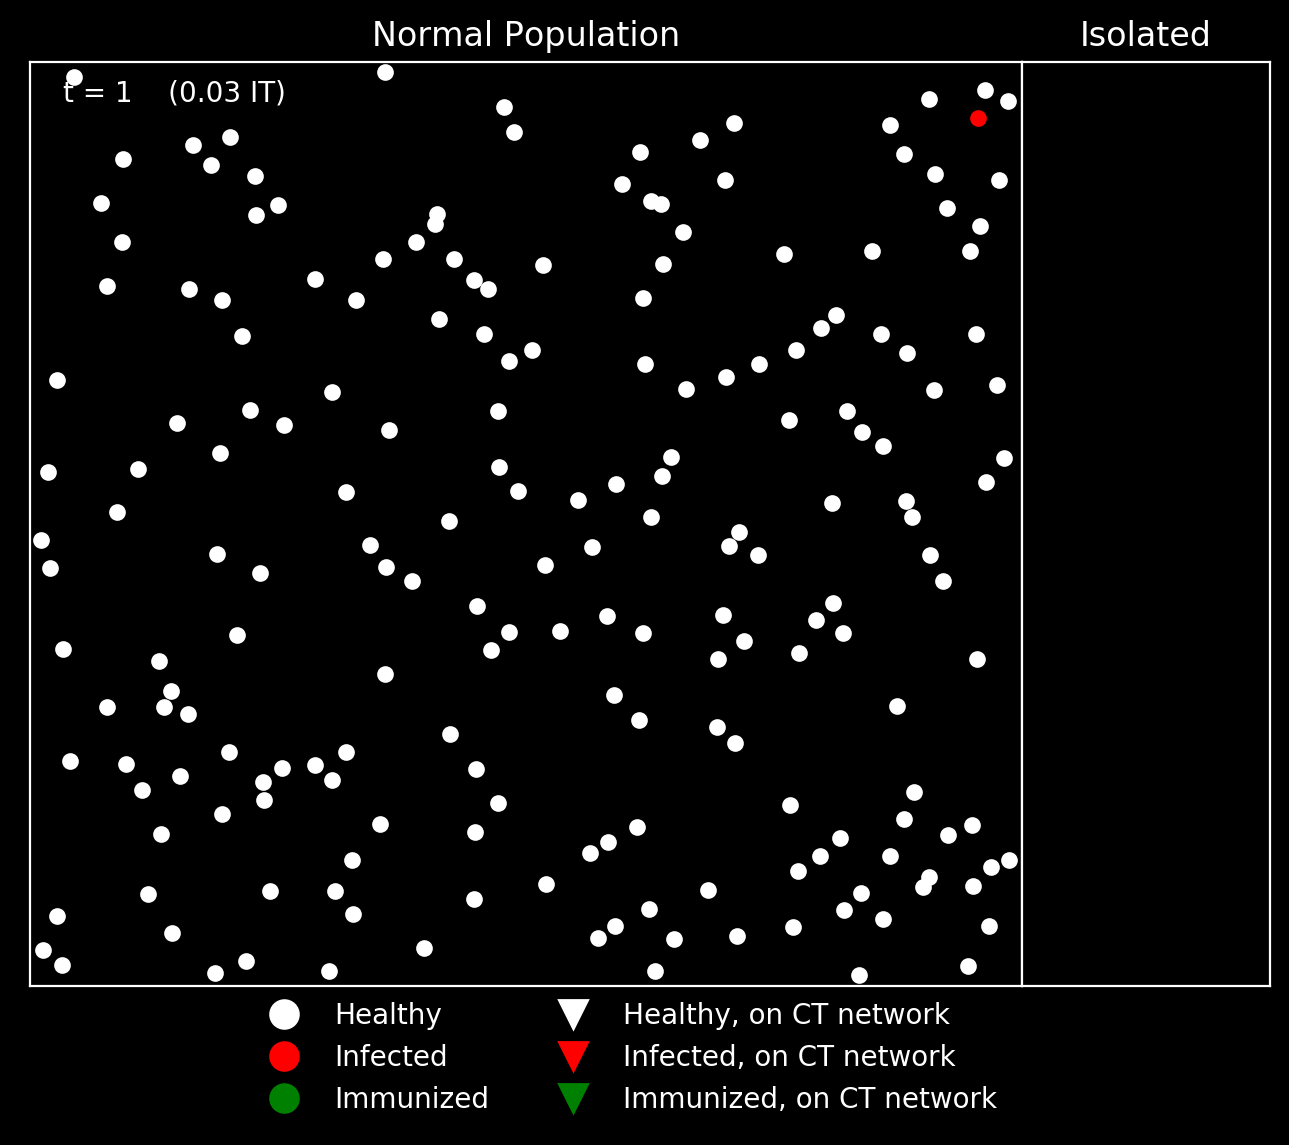 Normal Population
Isolated
t = 1 (0.03 IT)
Healthy
Infected
Immunized
Healthy, on CT network
Infected, on CT network
Immunized, on CT network